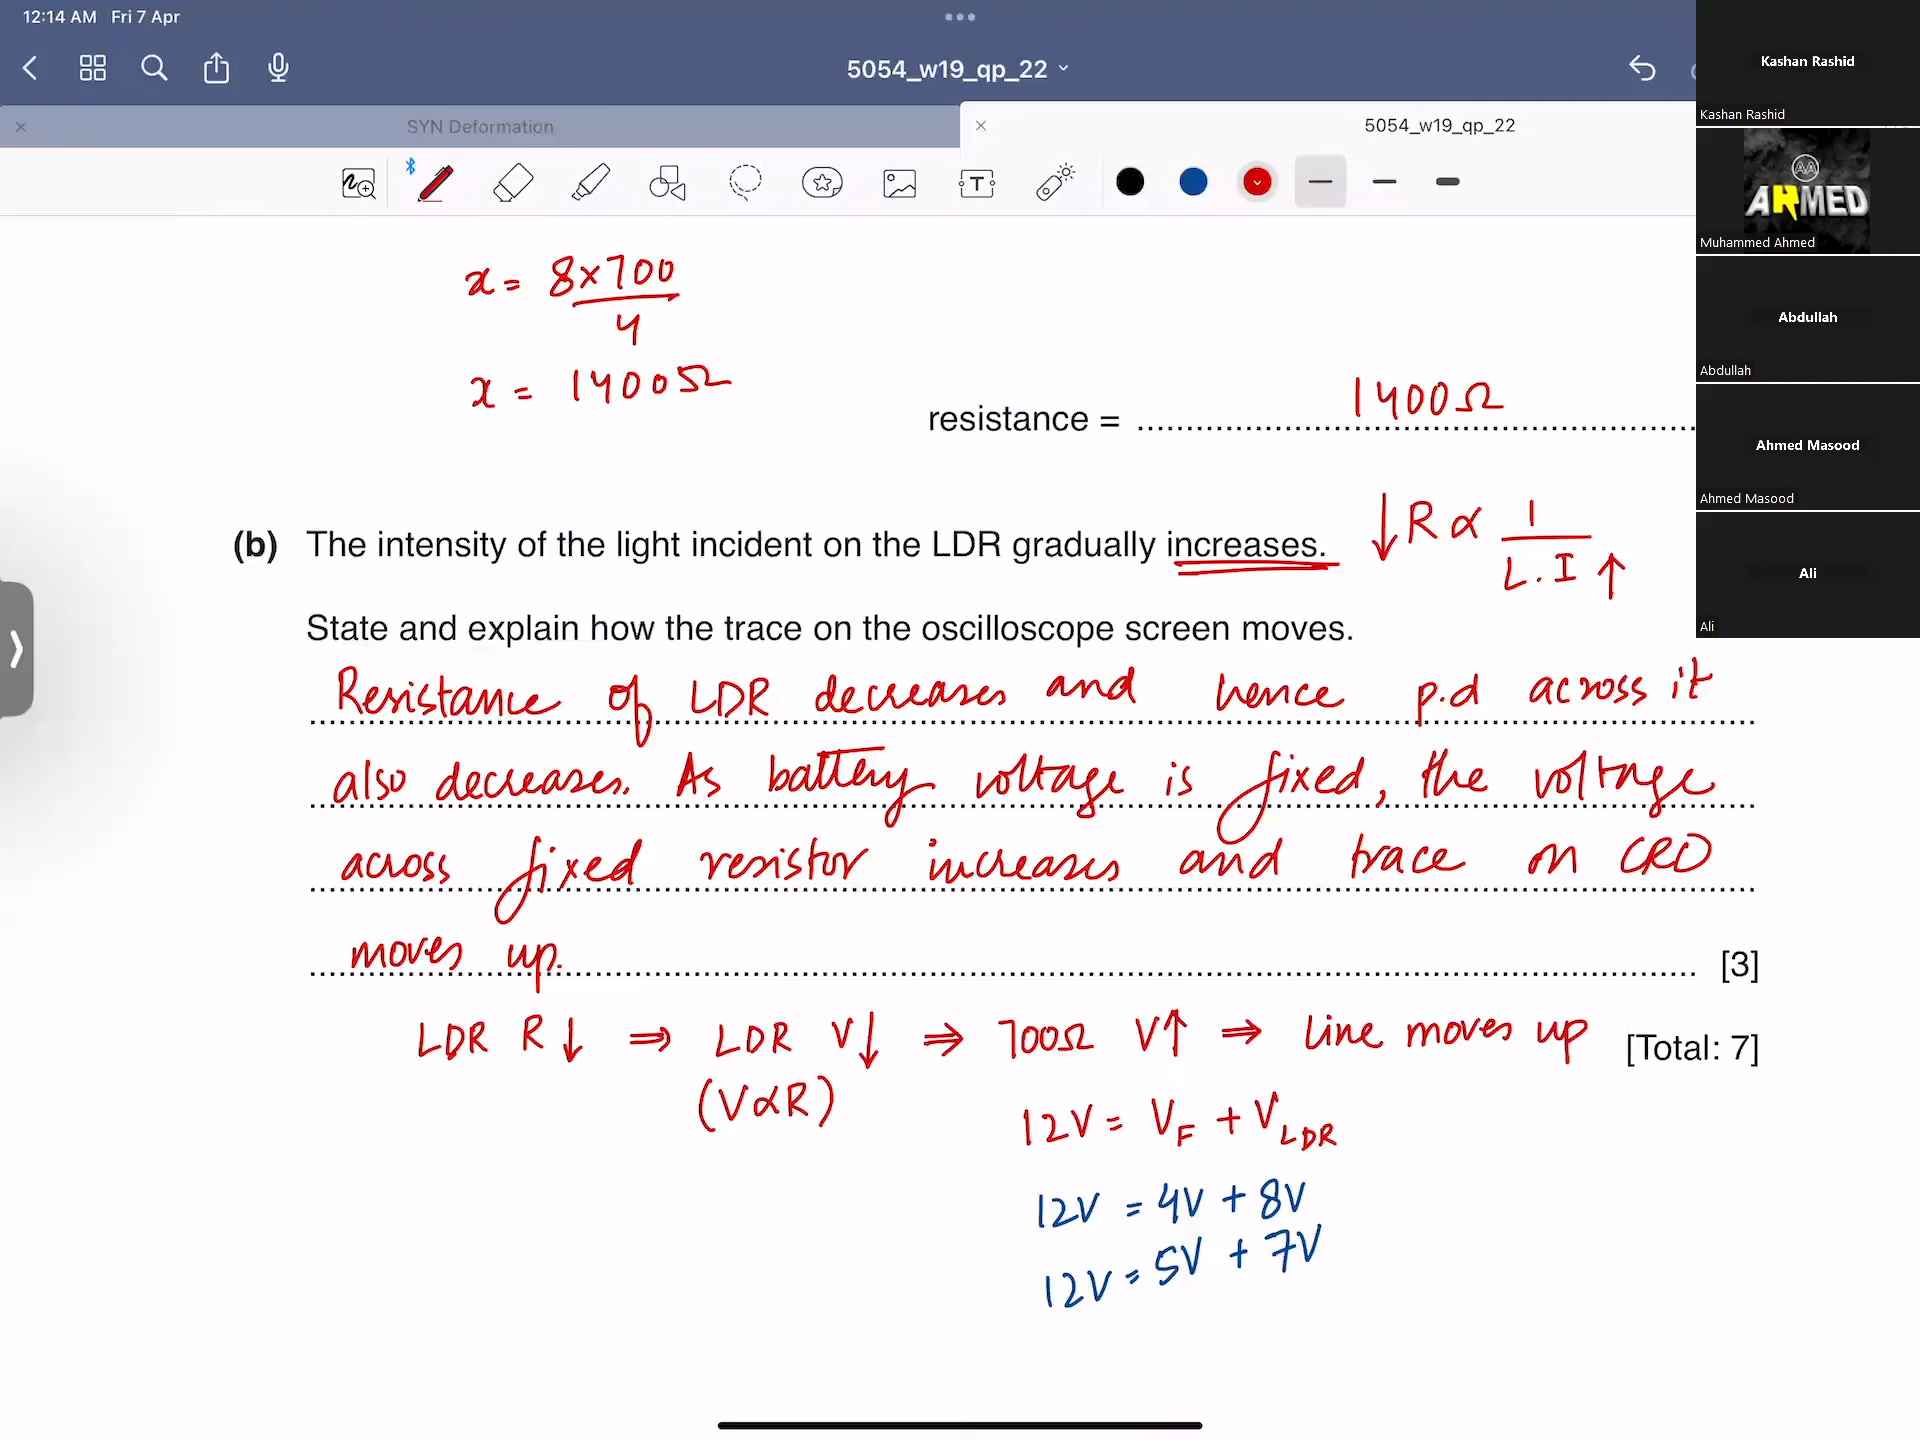 12:14 AM Fri 7 Apr
5054_w19_qp_22
SYN Deformation
5054_w19_qp_22
x = 8×700
4
x = 1400Ω
resistance = 1400Ω
(b) The intensity of the light incident on the LDR gradually increases. ↓R ∝ 1
L.I ↑
State and explain how the trace on the oscilloscope screen moves.
Resistance of LDR decreases and hence p.d across it
also decreases. As battery voltage is fixed, the voltage
across fixed resistor increases and trace on CRO
moves up.
[3]
LDR R↓ ⇒ LDR V↓ ⇒ 700Ω V↑ ⇒ line moves up
[Total: 7]
(V∝R)
12V = V_F + V_LDR
12V = 4V + 8V
12V = 5V + 7V
Kashan Rashid
Kashan Rashid
AA
AHMED
Muhammed Ahmed
Abdullah
Abdullah
Ahmed Masood
Ahmed Masood
Ali
Ali